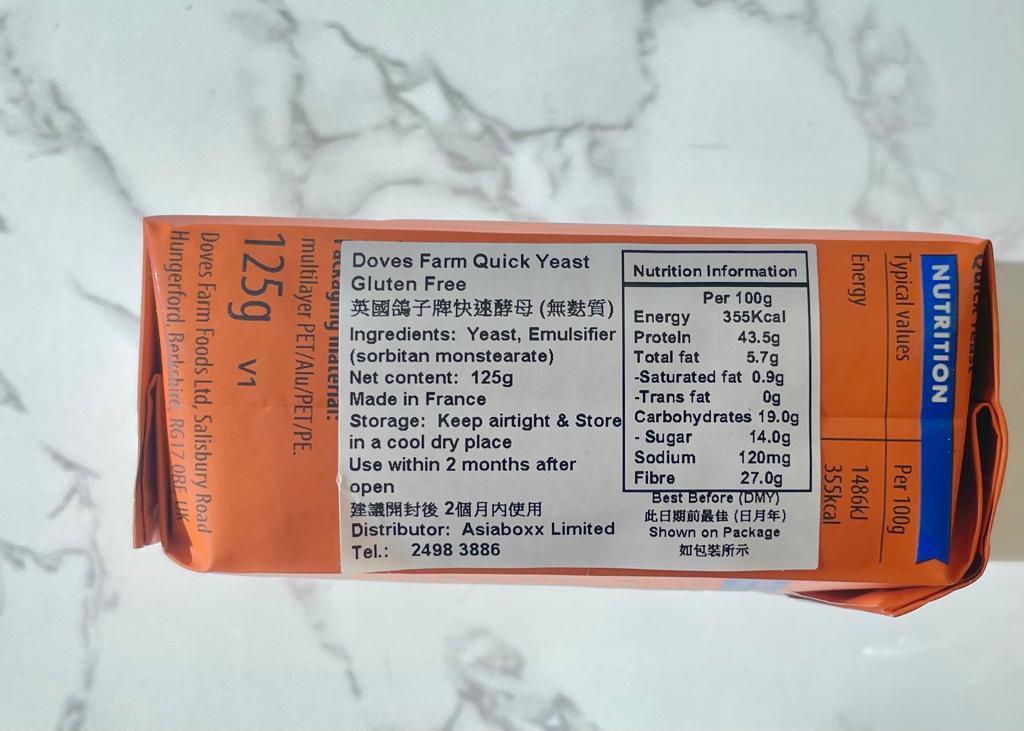 Doves Farm Quick Yeast
Gluten Free
英國鴿子牌快速酵母 (無麩質)
Ingredients: Yeast, Emulsifier
(sorbitan monstearate)
Net content: 125g
Made in France
Storage: Keep airtight & Store
in a cool dry place
Use within 2 months after
open
建議開封後 2個月内使用
Distributor: Asiaboxx Limited
Tel.: 2498 3886
Nutrition Information
Per 100g
Energy 355Kcal
Protein 43.5g
Total fat 5.7g
-Saturated fat 0.9g
-Trans fat 0g
Carbohydrates 19.0g
- Sugar 14.0g
Sodium 120mg
Fibre 27.0g
Best Before (DMY)
此日期前最佳 (日月年)
Shown on Package
如包裝所示
NUTRITION
Typical values Per 100g
Energy 1486kJ
355kcal
Packaging material:
multilayer PET/Alu/PET/PE.
125g V1
Doves Farm Foods Ltd, Salisbury Road
Hungerford, Berkshire, RG17 0RF UK